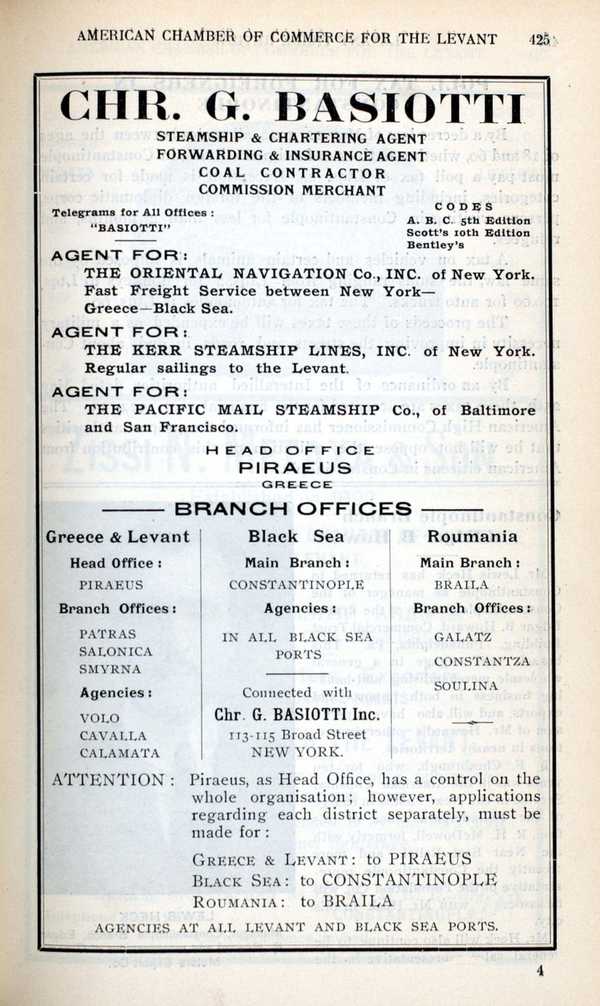 AMERICAN CHAMBER OF COMMERCE FOR THE LEVANT 425
CHR. G. BASIOTTI
STEAMSHIP & CHARTERING AGENT
FORWARDING & INSURANCE AGENT
COAL CONTRACTOR
COMMISSION MERCHANT
Telegrams for All Offices:
"BASIOTTI"
CODES
A. B. C. 5th Edition
Scott's 10th Edition
Bentley's
AGENT FOR:
THE ORIENTAL NAVIGATION Co., INC. of New York.
Fast Freight Service between New York—
Greece—Black Sea.
AGENT FOR:
THE KERR STEAMSHIP LINES, INC. of New York.
Regular sailings to the Levant.
AGENT FOR:
THE PACIFIC MAIL STEAMSHIP Co., of Baltimore
and San Francisco.
HEAD OFFICE
PIRAEUS
GREECE
BRANCH OFFICES
Greece & Levant
Head Office:
PIRAEUS
Branch Offices:
PATRAS
SALONICA
SMYRNA
Agencies:
VOLO
CAVALLA
CALAMATA
Black Sea
Main Branch:
CONSTANTINOPLE
Agencies:
IN ALL BLACK SEA
PORTS
Connected with
Chr. G. BASIOTTI Inc.
113-115 Broad Street
NEW YORK.
Roumania
Main Branch:
BRAILA
Branch Offices:
GALATZ
CONSTANTZA
SOULINA
ATTENTION: Piraeus, as Head Office, has a control on the
whole organisation; however, applications
regarding each district separately, must be
made for:
GREECE & LEVANT: to PIRAEUS
BLACK SEA: to CONSTANTINOPLE
ROUMANIA: to BRAILA
AGENCIES AT ALL LEVANT AND BLACK SEA PORTS.
4